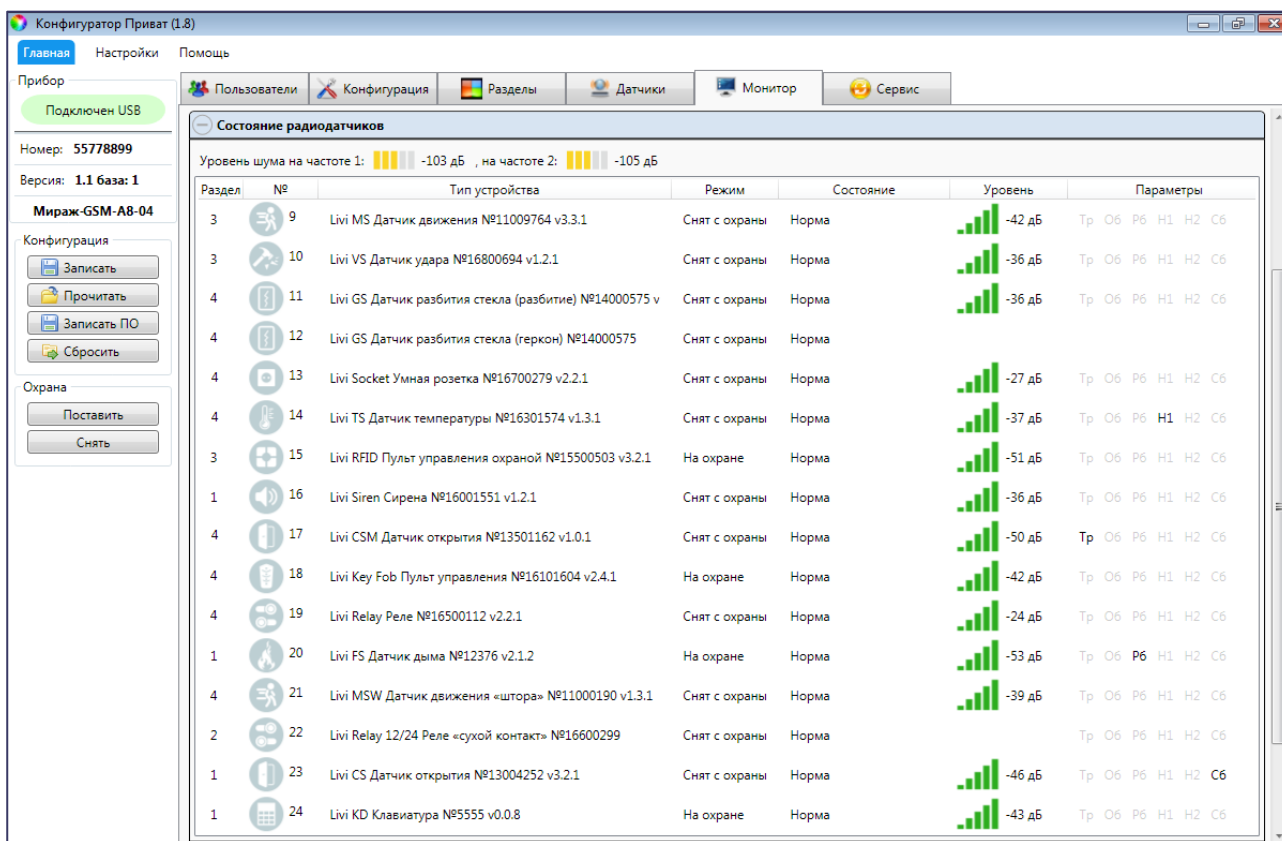 Конфигуратор Приват (1.8)
Главная Настройки Помощь
Прибор
Подключен USB
Номер: 55778899
Версия: 1.1 база: 1
Мираж-GSM-A8-04
Конфигурация
Записать
Прочитать
Записать ПО
Сбросить
Охрана
Поставить
Снять
Пользователи Конфигурация Разделы Датчики Монитор Сервис
Состояние радиодатчиков
Уровень шума на частоте 1: -103 дБ , на частоте 2: -105 дБ
Раздел № Тип устройства Режим Состояние Уровень Параметры
3 9 Livi MS Датчик движения №11009764 v3.3.1 Снят с охраны Норма -42 дБ Тр Об Рб Н1 Н2 Сб
3 10 Livi VS Датчик удара №16800694 v1.2.1 Снят с охраны Норма -36 дБ Тр Об Рб Н1 Н2 Сб
4 11 Livi GS Датчик разбития стекла (разбитие) №14000575 v Снят с охраны Норма -36 дБ Тр Об Рб Н1 Н2 Сб
4 12 Livi GS Датчик разбития стекла (геркон) №14000575 Снят с охраны Норма
4 13 Livi Socket Умная розетка №16700279 v2.2.1 Снят с охраны Норма -27 дБ Тр Об Рб Н1 Н2 Сб
4 14 Livi TS Датчик температуры №16301574 v1.3.1 Снят с охраны Норма -37 дБ Тр Об Рб Н1 Н2 Сб
3 15 Livi RFID Пульт управления охраной №15500503 v3.2.1 На охране Норма -51 дБ Тр Об Рб Н1 Н2 Сб
1 16 Livi Siren Сирена №16001551 v1.2.1 Снят с охраны Норма -36 дБ Тр Об Рб Н1 Н2 Сб
4 17 Livi CSM Датчик открытия №13501162 v1.0.1 Снят с охраны Норма -50 дБ Тр Об Рб Н1 Н2 Сб
4 18 Livi Key Fob Пульт управления №16101604 v2.4.1 На охране Норма -42 дБ Тр Об Рб Н1 Н2 Сб
4 19 Livi Relay Реле №16500112 v2.2.1 Снят с охраны Норма -24 дБ Тр Об Рб Н1 Н2 Сб
1 20 Livi FS Датчик дыма №12376 v2.1.2 На охране Норма -53 дБ Тр Об Рб Н1 Н2 Сб
4 21 Livi MSW Датчик движения «штора» №11000190 v1.3.1 Снят с охраны Норма -39 дБ Тр Об Рб Н1 Н2 Сб
2 22 Livi Relay 12/24 Реле «сухой контакт» №16600299 Снят с охраны Норма Тр Об Рб Н1 Н2 Сб
1 23 Livi CS Датчик открытия №13004252 v3.2.1 Снят с охраны Норма -46 дБ Тр Об Рб Н1 Н2 Сб
1 24 Livi KD Клавиатура №5555 v0.0.8 На охране Норма -43 дБ Тр Об Рб Н1 Н2 Сб